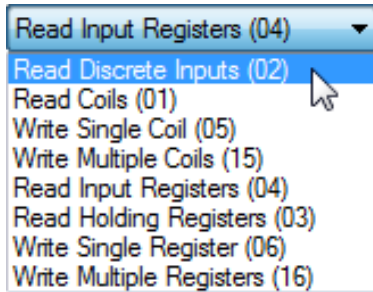 Read Input Registers (04)
Read Discrete Inputs (02)
Read Coils (01)
Write Single Coil (05)
Write Multiple Coils (15)
Read Input Registers (04)
Read Holding Registers (03)
Write Single Register (06)
Write Multiple Registers (16)